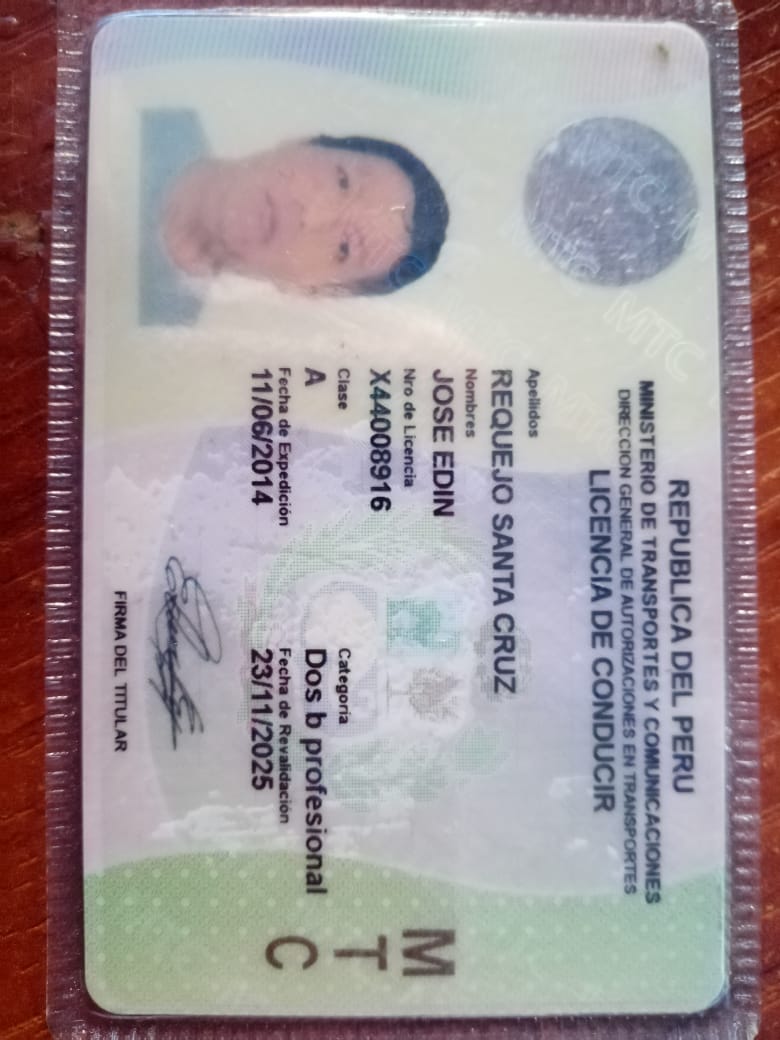 REPUBLICA DEL PERU
MINISTERIO DE TRANSPORTES Y COMUNICACIONES
DIRECCION GENERAL DE AUTORIZACIONES EN TRANSPORTES
LICENCIA DE CONDUCIR
Apellidos
REQUEJO SANTA CRUZ
Nombres
JOSE EDIN
Nro de Licencia
X44008916
Clase Categoria
A Dos b profesional
Fecha de Expedición Fecha de Revalidación
11/06/2014 23/11/2025
FIRMA DEL TITULAR
MTC
MTC